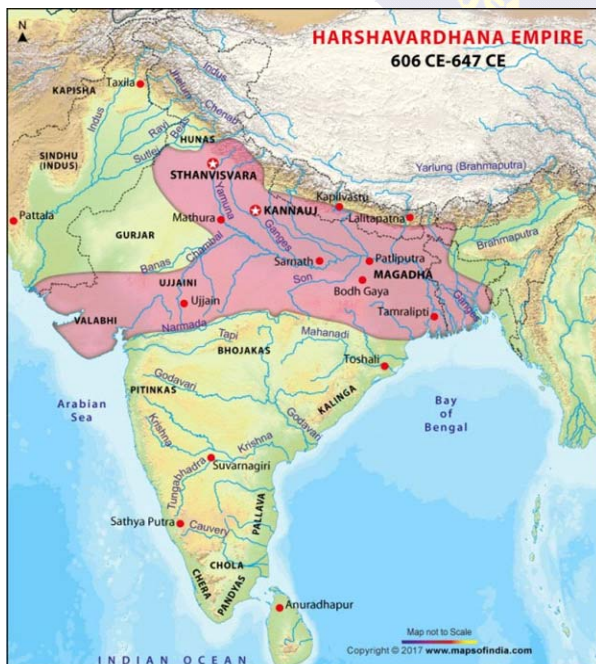 N
HARSHAVARDHANA EMPIRE
606 CE-647 CE
KAPISHA
Taxila
Indus
Jhelum
Chenab
Indus
Ravi
Beas
Sutlej
HUNAS
SINDHU
(INDUS)
STHANVISVARA
Yarlung (Brahmaputra)
Pattala
Mathura
Yamuna
KANNAUJ
Kapilvastu
Lalitapatna
GURJAR
Ganges
Brahmaputra
Banas
Chambal
Sarnath
Patliputra
Son
MAGADHA
UJJAINI
Bodh Gaya
Ujjain
Ganges
VALABHI
Tamralipti
Narmada
Tapi
Mahanadi
BHOJAKAS
Toshali
PITINKAS
Godavari
KALINGA
Arabian
Sea
Bay
of
Bengal
Godavari
Krishna
Krishna
Suvarnagiri
Tungabhadra
PALLAVA
Sathya Putra
Cauvery
CHOLA
CHERA
PANDYAS
Anuradhapur
Map not to Scale
Copyright © 2017 www.mapsofindia.com
INDIAN OCEAN